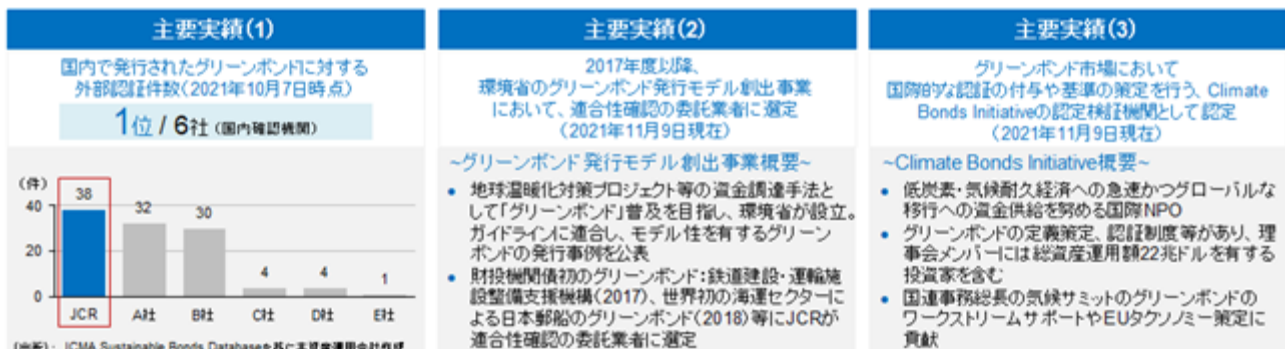 主要実績(1)
国内で発行されたグリーンボンドに対する
外部認証件数(2021年10月7日時点)
1位 / 6社 (国内確認機関)
(件)
40
20
0
38
32
30
4
4
1
JCR
A社
B社
C社
D社
E社
(出所): JCMA Sustainable Bonds Databaseを基に本資産運用会社作成
主要実績(2)
2017年度以降、
環境省のグリーンボンド発行モデル創出事業
において、適合性確認の委託業者に選定
(2021年11月9日現在)
~グリーンボンド発行モデル創出事業概要~
• 地球温暖化対策プロジェクト等の資金調達手法と
して「グリーンボンド」普及を目指し、環境省が設立。
ガイドラインに適合し、モデル性を有するグリーン
ボンドの発行事例を公表
• 財投機関債初のグリーンボンド：鉄道建設・運輸施
設整備支援機構(2017)、世界初の海運セクターに
よる日本郵船のグリーンボンド(2018)等にJCRが
適合性確認の委託業者に選定
主要実績(3)
グリーンボンド市場において
国際的な認証の付与や基準の策定を行う、Climate
Bonds Initiativeの認定検証機関として認定
(2021年11月9日現在)
~Climate Bonds Initiative概要~
• 低炭素・気候耐久経済への急速かつグローバルな
移行への資金供給を努める国際NPO
• グリーンボンドの定義策定、認証制度等があり、理
事会メンバーには総資産運用額22兆ドルを有する
投資家を含む
• 国連事務総長の気候サミットのグリーンボンドの
ワークストリームサポートやEUタクソノミー策定に
貢献